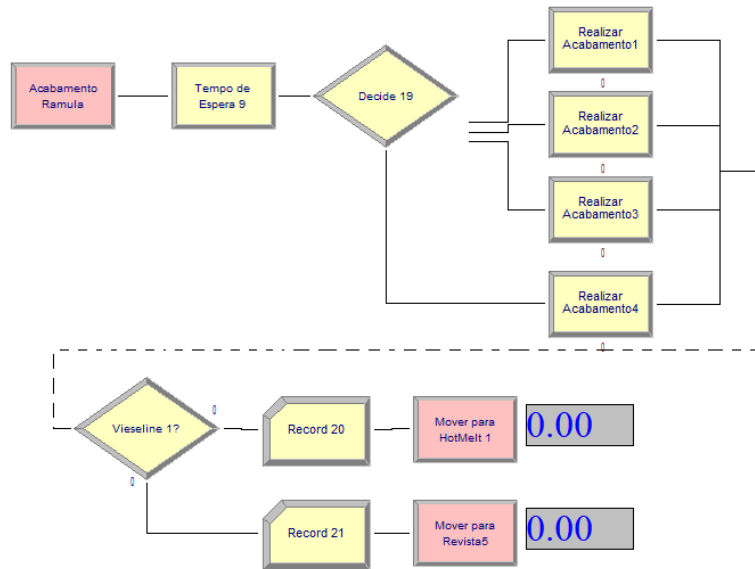 Acabamento
Ramula
Tempo de
Espera 9
Decide 19
Realizar
Acabamento1
0
Realizar
Acabamento2
0
Realizar
Acabamento3
0
Realizar
Acabamento4
0
Vieseline 1?
0
0
Record 20
Mover para
HotMelt 1
0.00
Record 21
Mover para
Revista5
0.00